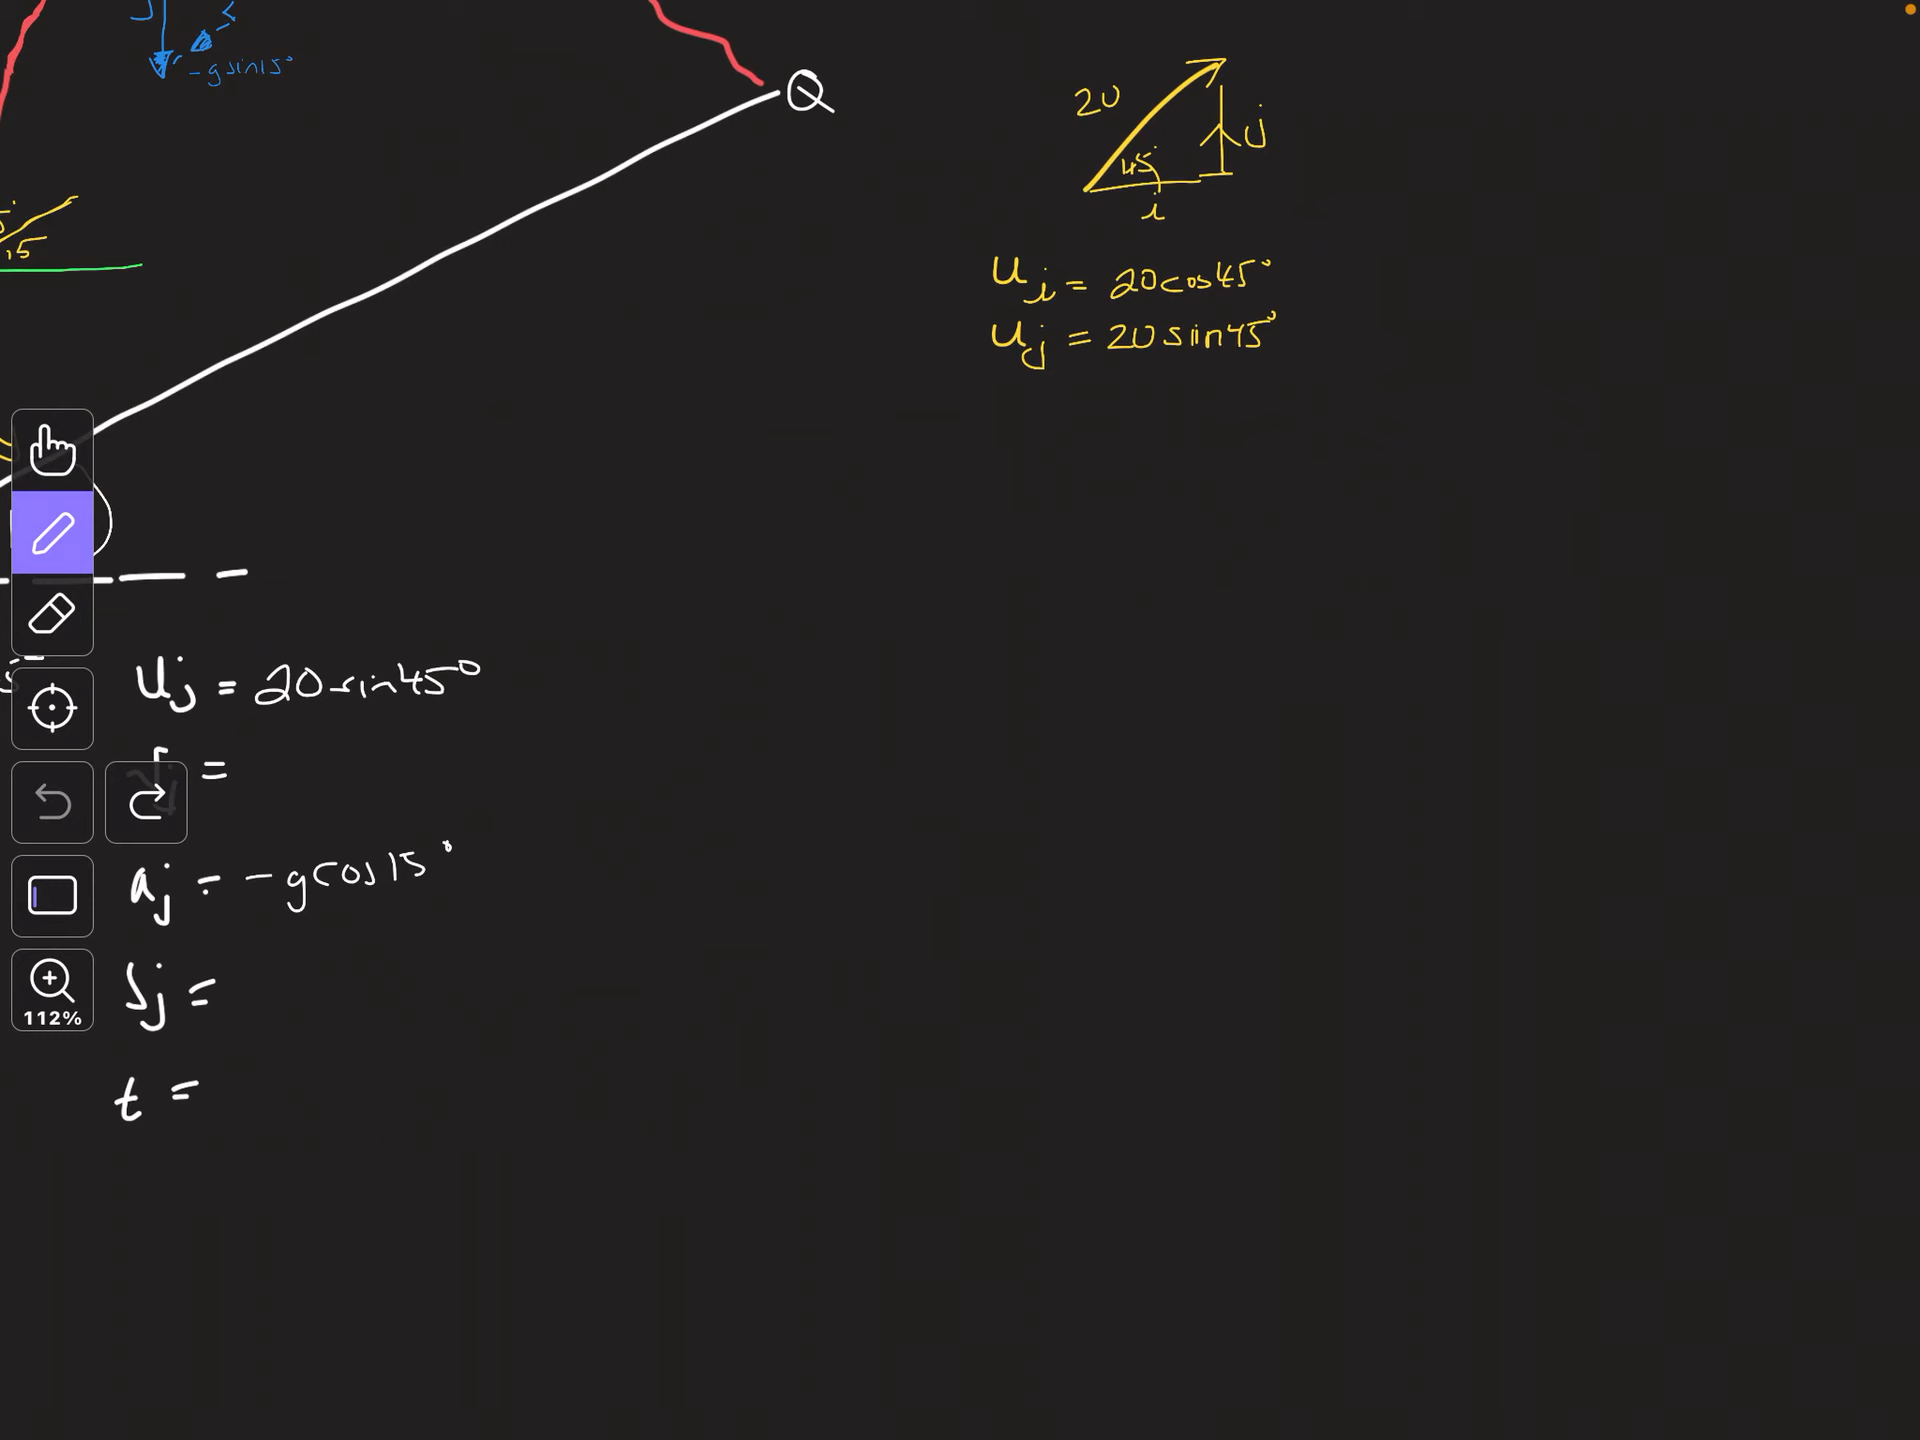 -gsin15°
Q
20
45°
j
i
.15
Ui = 20cos45°
Uj = 20sin45°
Uj = 20sin45°
=
aj = -gcos15°
Sj =
t =
112%